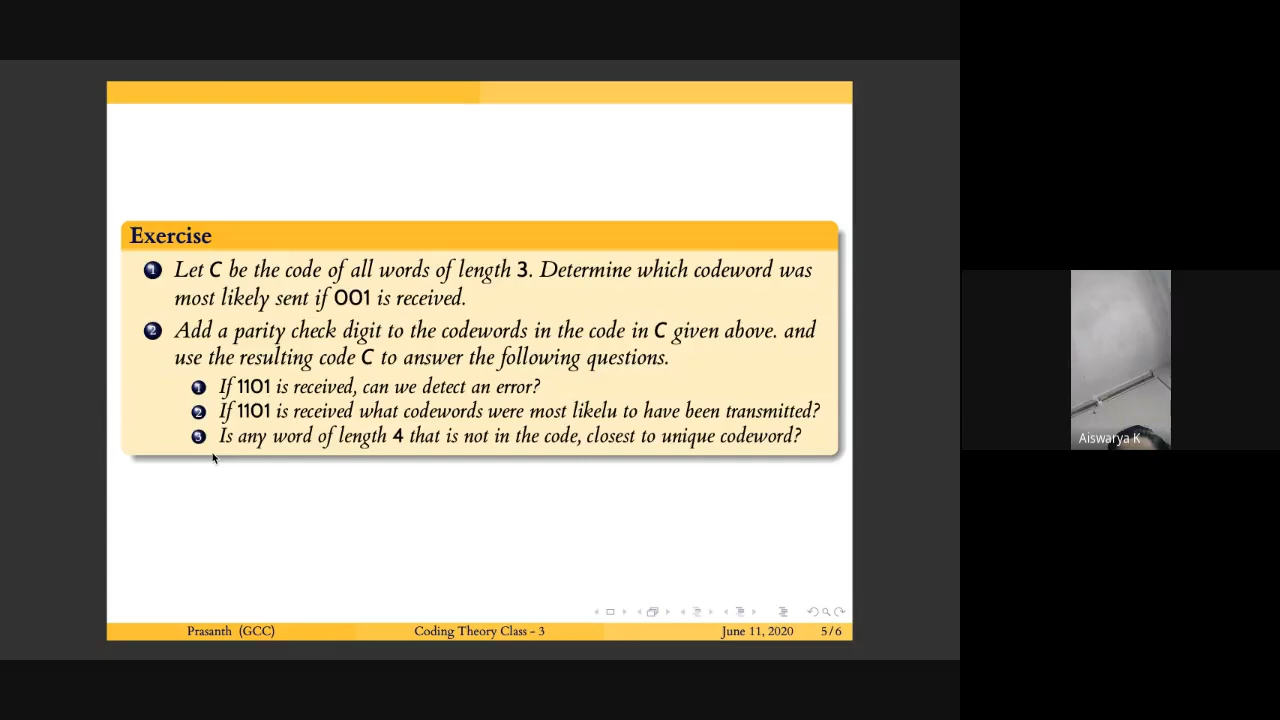 Exercise
1 Let C be the code of all words of length 3. Determine which codeword was
most likely sent if 001 is received.
2 Add a parity check digit to the codewords in the code in C given above. and
use the resulting code C to answer the following questions.
1 If 1101 is received, can we detect an error?
2 If 1101 is received what codewords were most likelu to have been transmitted?
3 Is any word of length 4 that is not in the code, closest to unique codeword?
Prasanth (GCC) Coding Theory Class - 3 June 11, 2020 5/6
Aiswarya K